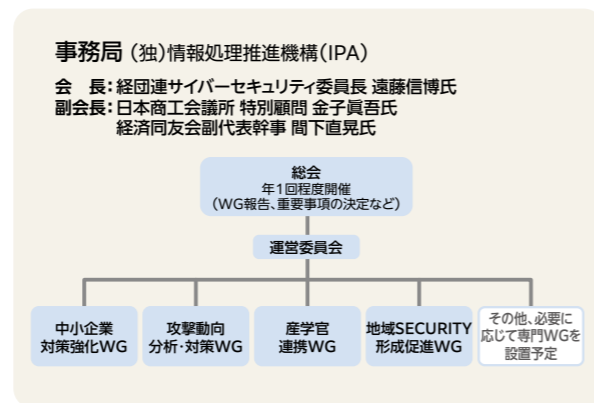 事務局 (独)情報処理推進機構(IPA)
会　長：経団連サイバーセキュリティ委員長 遠藤信博氏
副会長：日本商工会議所 特別顧問 金子眞吾氏
経済同友会副代表幹事 間下直晃氏
総会
年1回程度開催
(WG報告、重要事項の決定など)
運営委員会
中小企業
対策強化WG
攻撃動向
分析・対策WG
産学官
連携WG
地域SECURITY
形成促進WG
その他、必要に
応じて専門WGを
設置予定